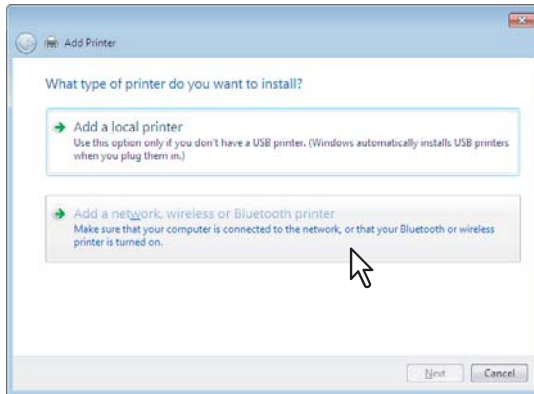 Add Printer
What type of printer do you want to install?
Add a local printer
Use this option only if you don't have a USB printer. (Windows automatically installs USB printers
when you plug them in.)
Add a network, wireless or Bluetooth printer
Make sure that your computer is connected to the network, or that your Bluetooth or wireless
printer is turned on.
Next
Cancel